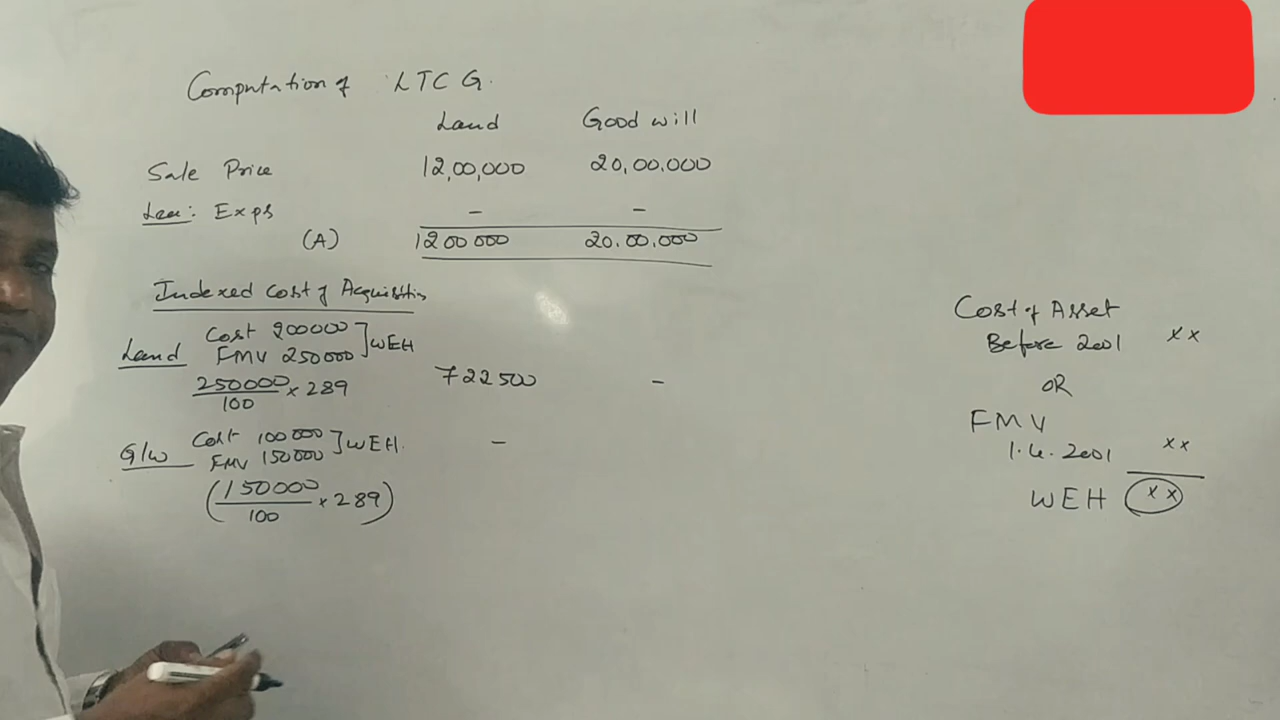 Computation of LTCG.
Land Good will
Sale Price 12,00,000 20,00,000
Less: Exps - -
(A) 1200000 20,00,000
Indexed Cost of Acquisition
Land Cost 200000 ] WEH
FMV 250000
250000/100 × 289 722500 -
G/w Cost 100000 ] WEH.
FMV 150000 -
(150000/100 × 289)
Cost of Asset
Before 2001 xx
OR
FMV
1.4.2001 xx
WEH xx